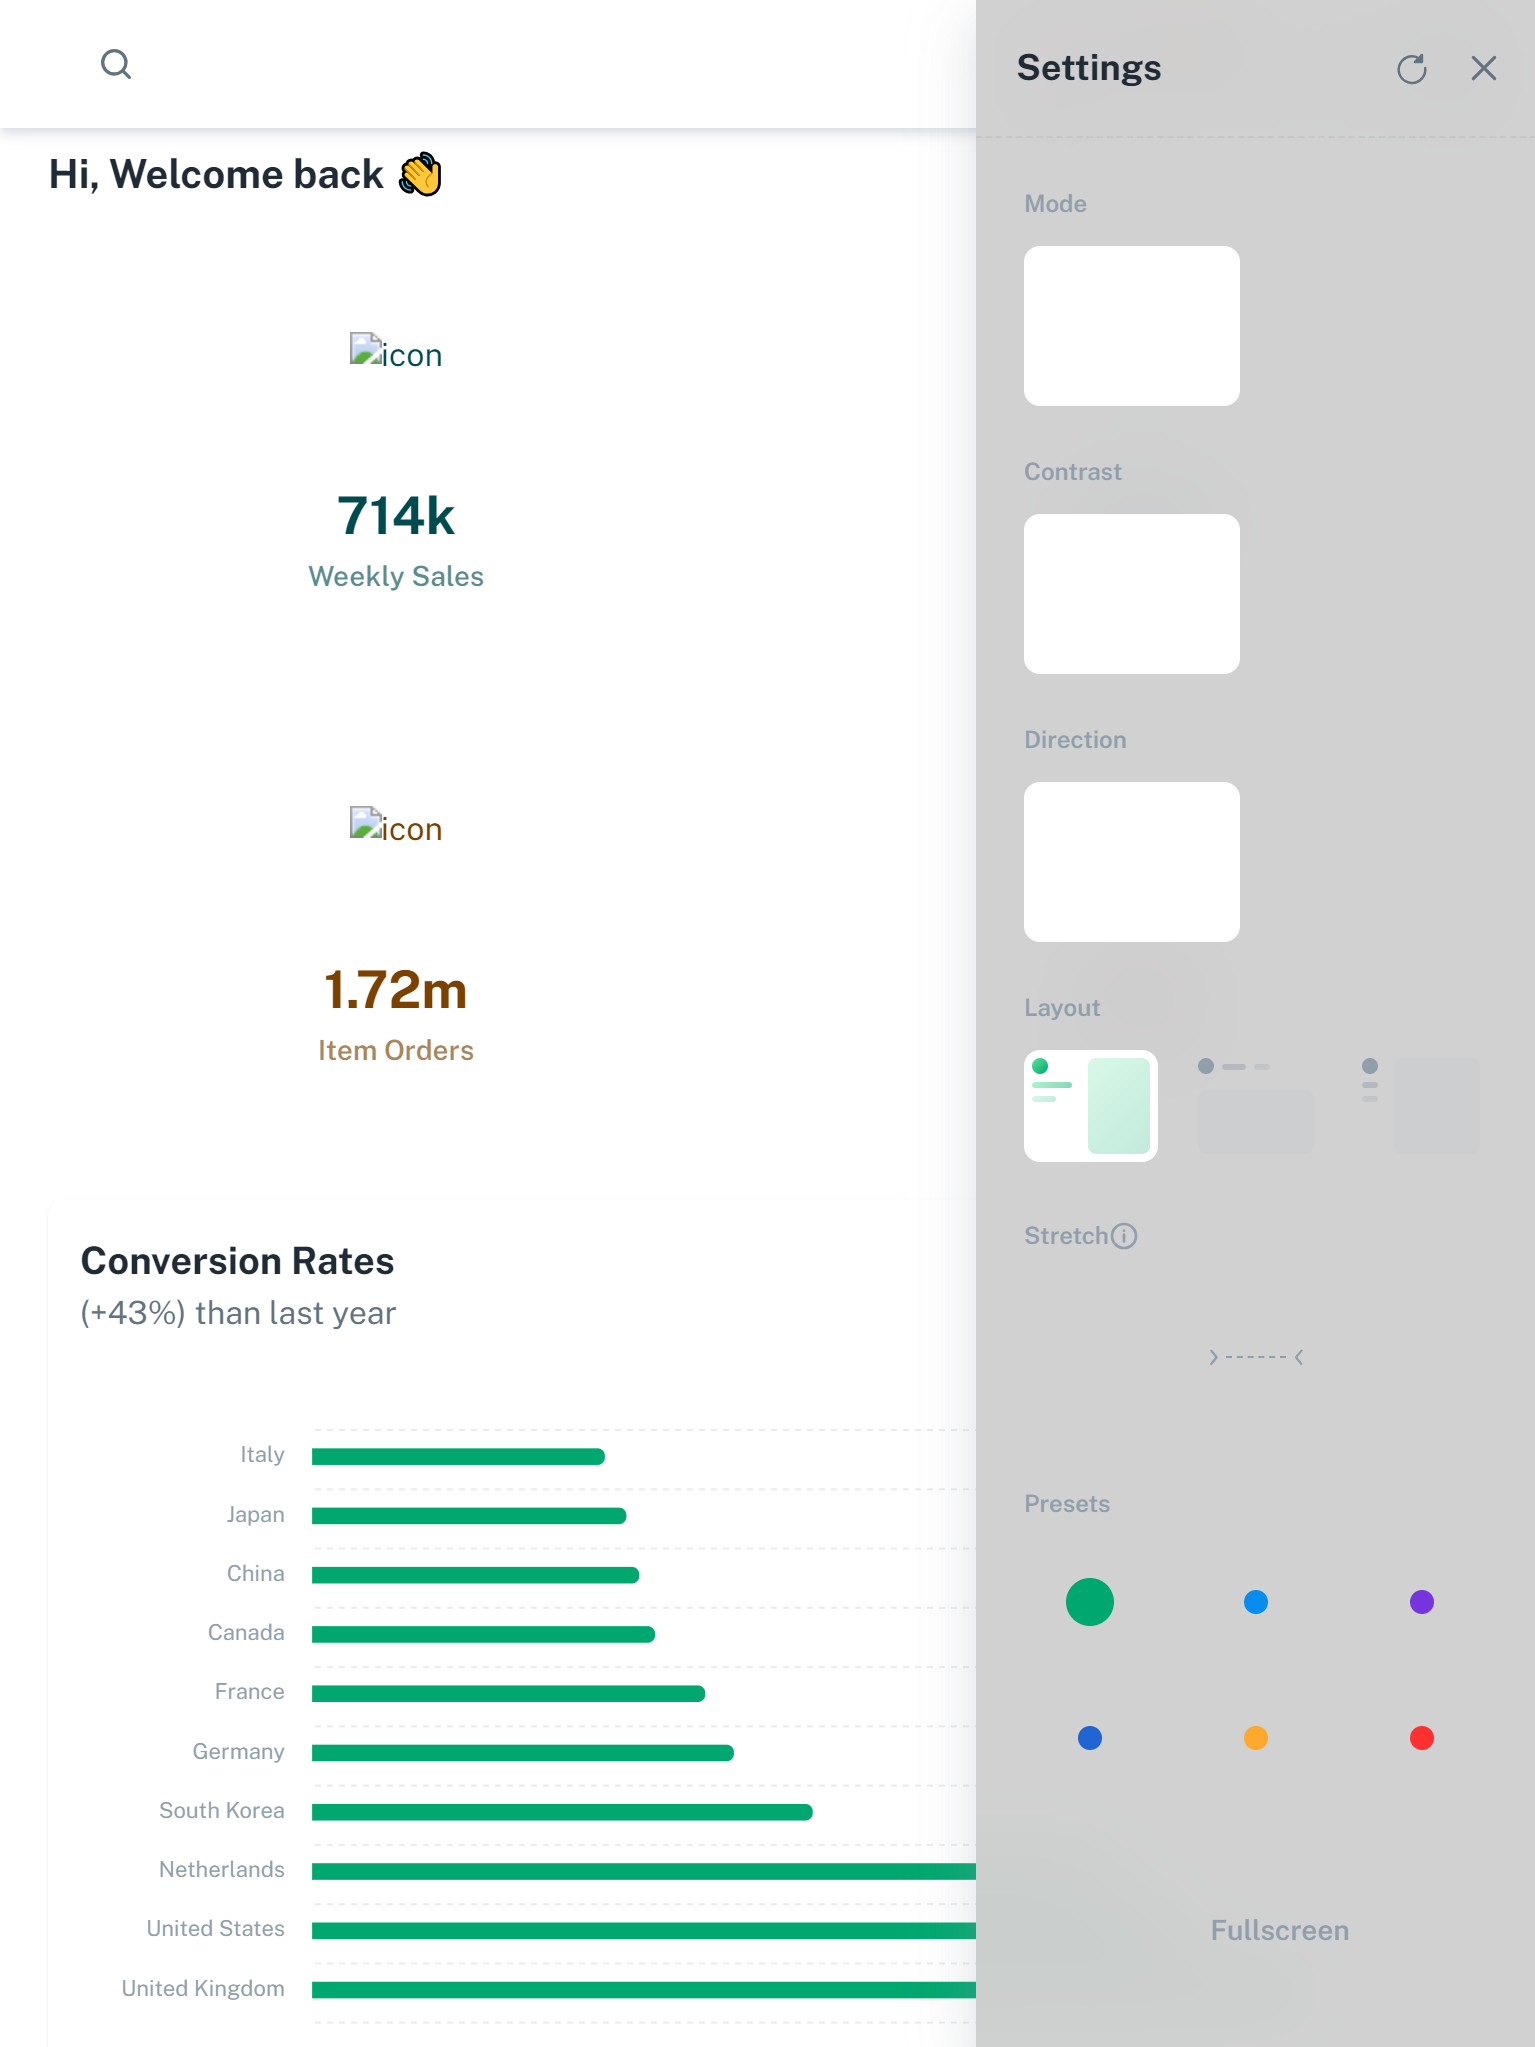 Hi, Welcome back 👋
icon
714k
Weekly Sales
icon
1.72m
Item Orders
Conversion Rates
(+43%) than last year
Italy
Japan
China
Canada
France
Germany
South Korea
Netherlands
United States
United Kingdom
Settings
Mode
Contrast
Direction
Layout
Stretch
Presets
Fullscreen